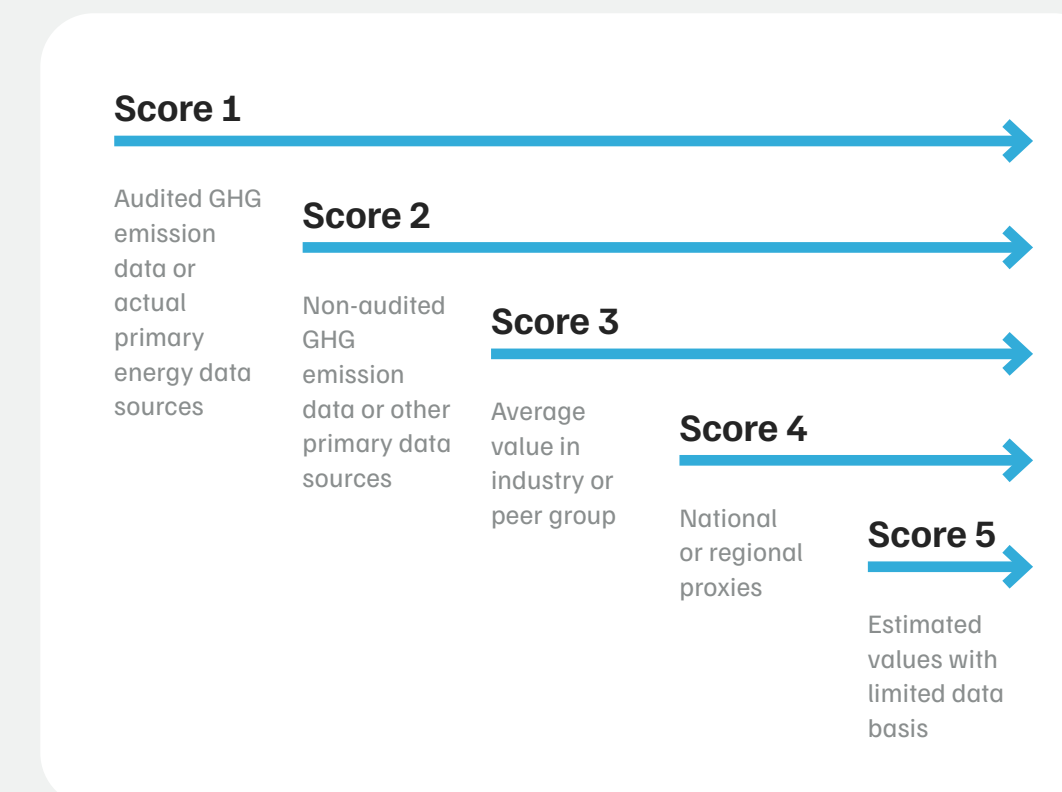 Score 1
Audited GHG
emission
data or
actual
primary
energy data
sources
Score 2
Non-audited
GHG
emission
data or other
primary data
sources
Score 3
Average
value in
industry or
peer group
Score 4
National
or regional
proxies
Score 5
Estimated
values with
limited data
basis